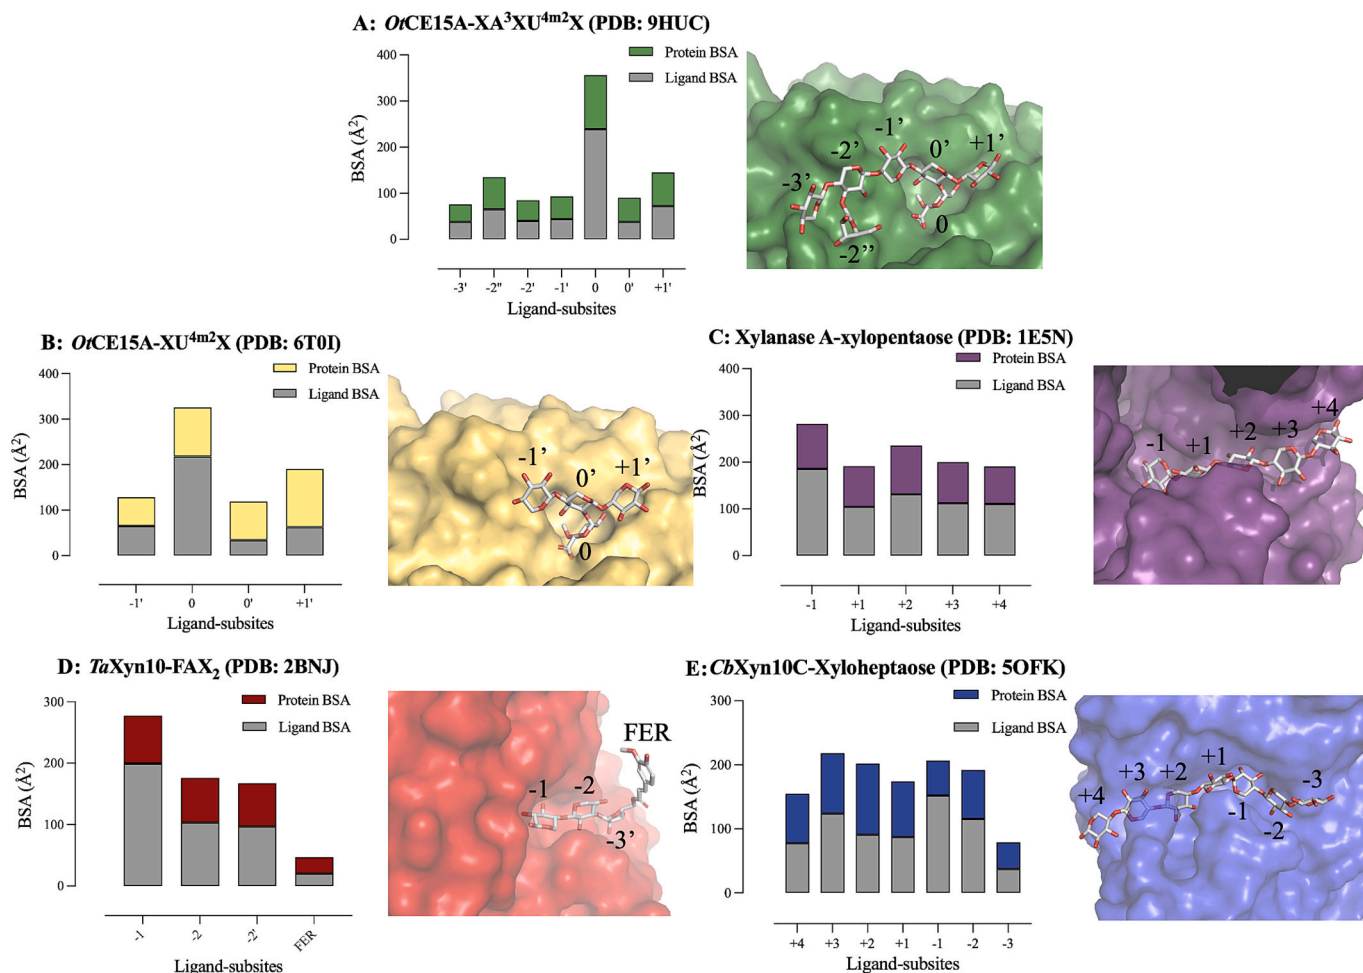 A: OtCE15A-XA³XU⁴ᵐ²X (PDB: 9HUC)
Protein BSA
Ligand BSA
BSA (Å²)
400
300
200
100
0
-3' -2" -2' -1' 0 0' +1'
Ligand-subsites
-1’ 0’ +1’
-2’
-3’
0
-2’’
B: OtCE15A-XU⁴ᵐ²X (PDB: 6T0I)
Protein BSA
Ligand BSA
BSA (Å²)
400
300
200
100
0
-1' 0 0' +1'
Ligand-subsites
-1’ 0’ +1’
0
C: Xylanase A-xylopentaose (PDB: 1E5N)
Protein BSA
Ligand BSA
BSA (Å²)
400
300
200
100
0
-1 +1 +2 +3 +4
Ligand-subsites
-1 +1 +2 +3 +4
D: TaXyn10-FAX₂ (PDB: 2BNJ)
Protein BSA
Ligand BSA
BSA (Å²)
300
200
100
0
-1 -2 -2' FER
Ligand-subsites
FER
-1 -2
-3’
E: CbXyn10C-Xyloheptaose (PDB: 5OFK)
Protein BSA
Ligand BSA
BSA (Å²)
300
200
100
0
+4 +3 +2 +1 -1 -2 -3
Ligand-subsites
+4 +3 +2 +1 -1 -2 -3